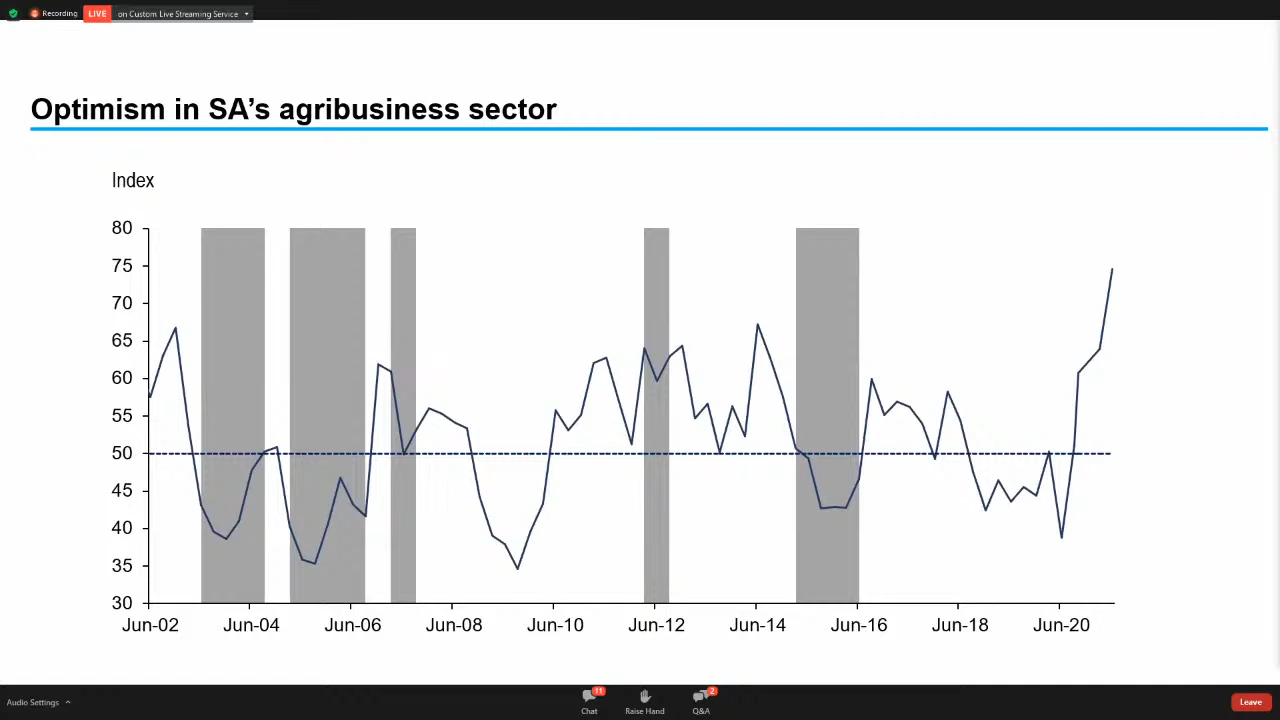 Recording LIVE on Custom Live Streaming Service
Optimism in SA's agribusiness sector
Index
80
75
70
65
60
55
50
45
40
35
30
Jun-02 Jun-04 Jun-06 Jun-08 Jun-10 Jun-12 Jun-14 Jun-16 Jun-18 Jun-20
11 2
Audio Settings Chat Raise Hand Q&A Leave